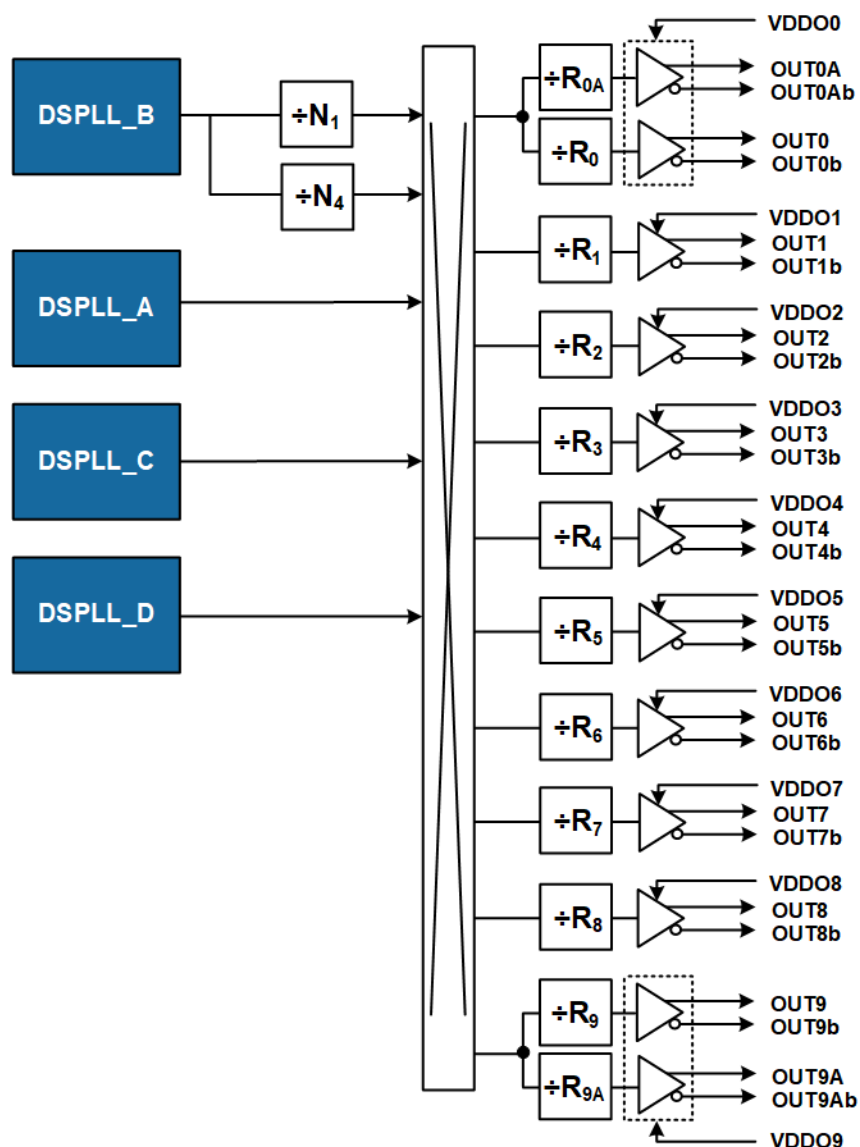 VDDO0
DSPLL_B
÷N1
÷R0A
OUT0A
OUT0Ab
÷R0
OUT0
OUT0b
÷N4
VDDO1
÷R1
OUT1
OUT1b
DSPLL_A
VDDO2
÷R2
OUT2
OUT2b
DSPLL_C
VDDO3
÷R3
OUT3
OUT3b
VDDO4
÷R4
OUT4
OUT4b
DSPLL_D
VDDO5
÷R5
OUT5
OUT5b
VDDO6
÷R6
OUT6
OUT6b
VDDO7
÷R7
OUT7
OUT7b
VDDO8
÷R8
OUT8
OUT8b
÷R9
OUT9
OUT9b
÷R9A
OUT9A
OUT9Ab
VDDO9